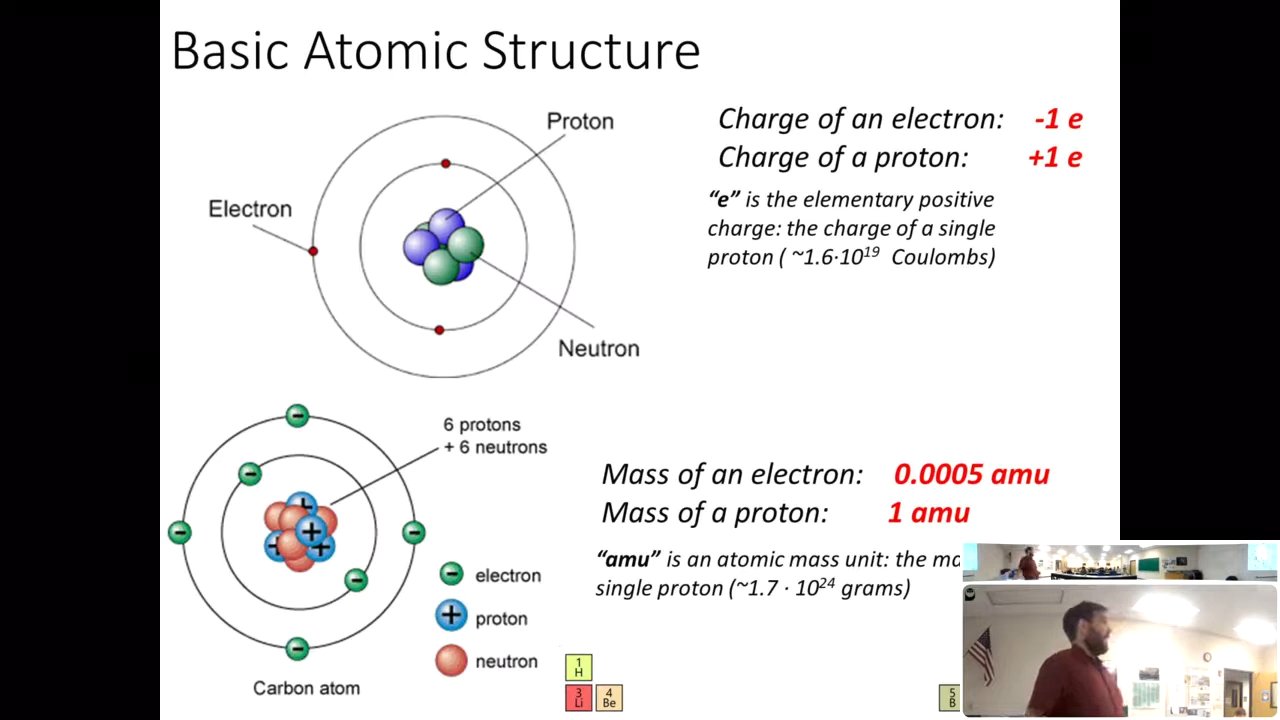 Basic Atomic Structure
Proton
Electron
Neutron
Charge of an electron: -1 e
Charge of a proton: +1 e
“e” is the elementary positive
charge: the charge of a single
proton ( ~1.6·10¹⁹ Coulombs)
6 protons
+ 6 neutrons
electron
proton
neutron
Carbon atom
Mass of an electron: 0.0005 amu
Mass of a proton: 1 amu
“amu” is an atomic mass unit: the ma
single proton (~1.7 · 10²⁴ grams)
1
H
3 4 5
Li Be B